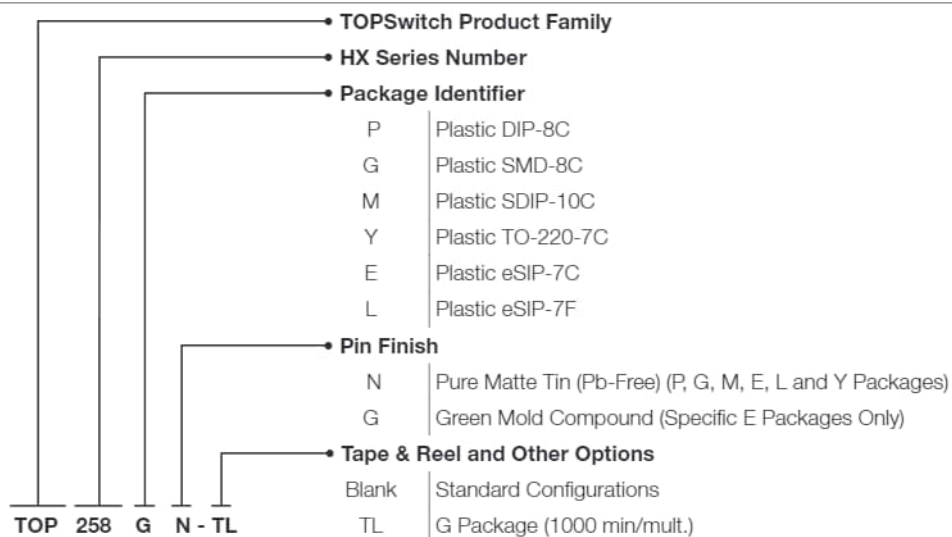 TOPSwitch Product Family
HX Series Number
Package Identifier
P Plastic DIP-8C
G Plastic SMD-8C
M Plastic SDIP-10C
Y Plastic TO-220-7C
E Plastic eSIP-7C
L Plastic eSIP-7F
Pin Finish
N Pure Matte Tin (Pb-Free) (P, G, M, E, L and Y Packages)
G Green Mold Compound (Specific E Packages Only)
Tape & Reel and Other Options
Blank Standard Configurations
TL G Package (1000 min/mult.)
TOP 258 G N - TL